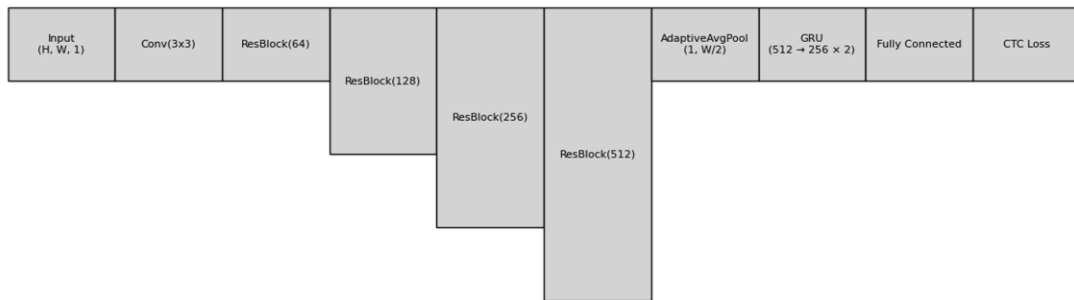 Input
(H, W, 1)
Conv(3x3)
ResBlock(64)
ResBlock(128)
ResBlock(256)
ResBlock(512)
AdaptiveAvgPool
(1, W/2)
GRU
(512 → 256 × 2)
Fully Connected
CTC Loss